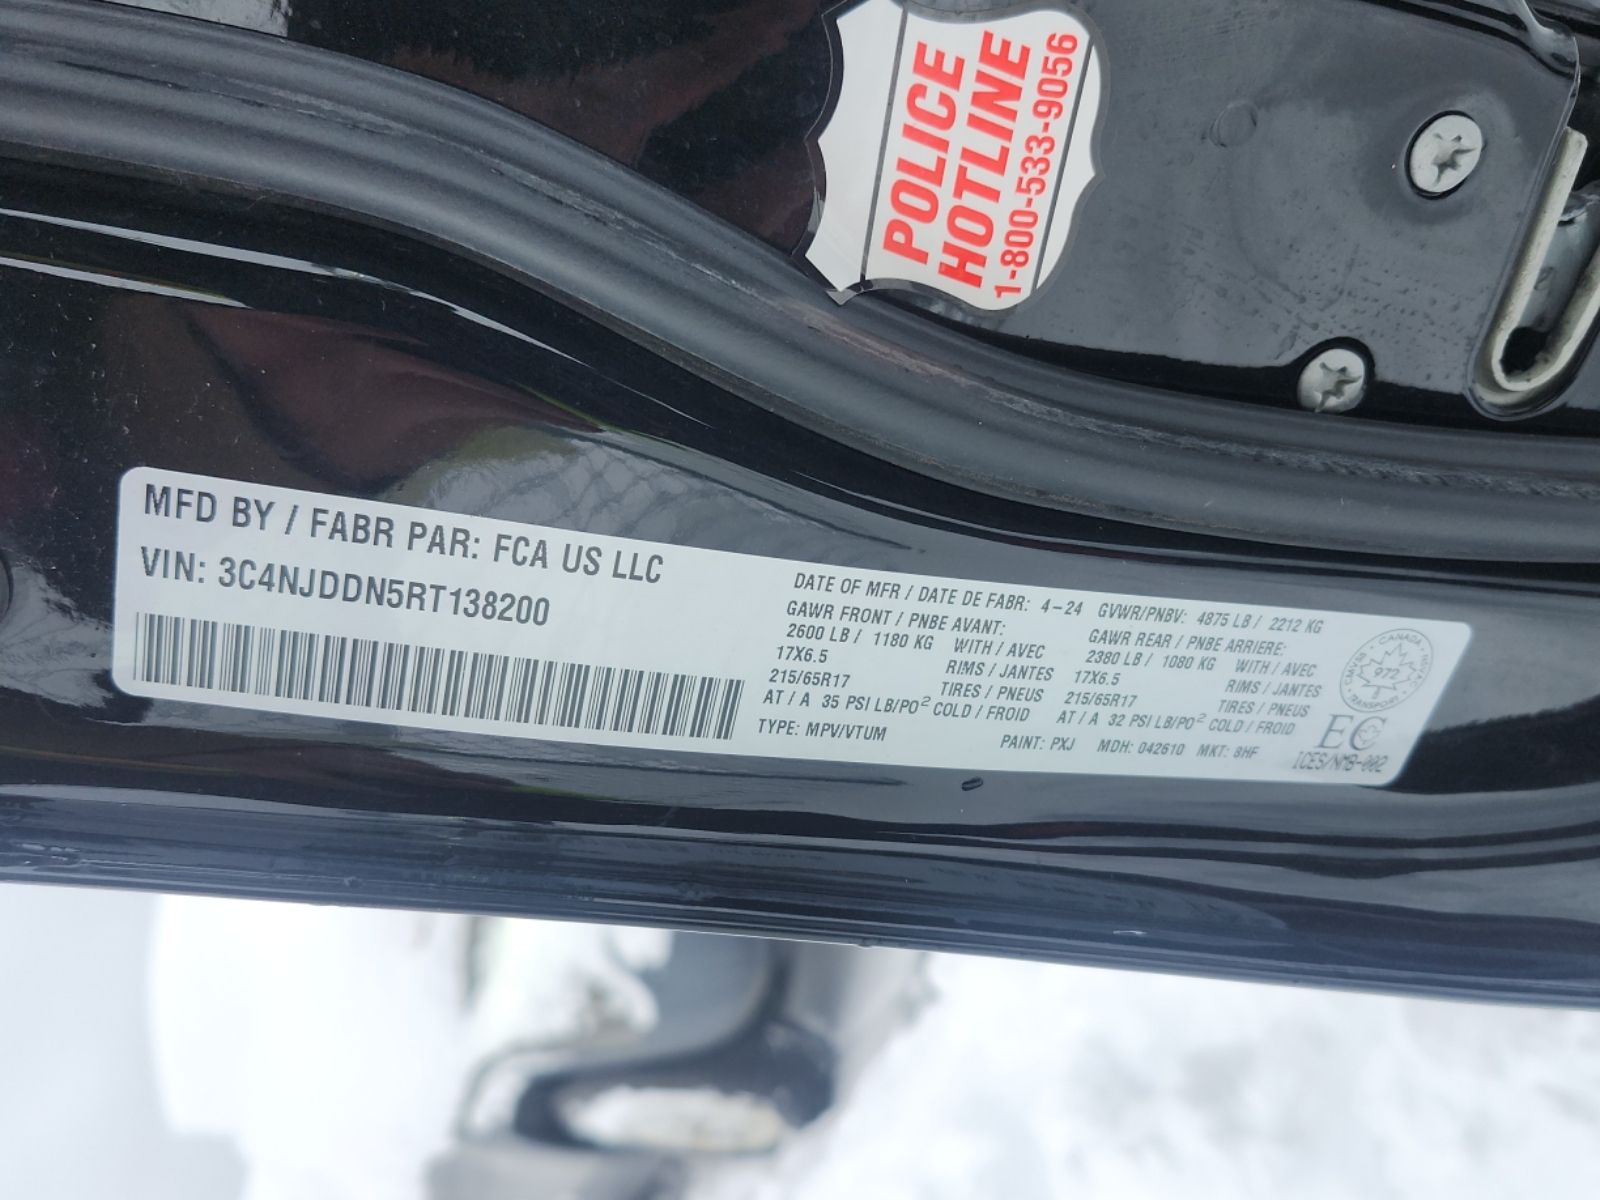 POLICE
HOTLINE
1-800-533-9056
MFD BY / FABR PAR: FCA US LLC
VIN: 3C4NJDDN5RT138200
DATE OF MFR / DATE DE FABR: 4-24 GVWR/PNBV: 4875 LB / 2212 KG
GAWR FRONT / PNBE AVANT: GAWR REAR / PNBE ARRIERE:
2600 LB / 1180 KG WITH / AVEC 2380 LB / 1080 KG WITH / AVEC
17X6.5 RIMS / JANTES 17X6.5 RIMS / JANTES
215/65R17 TIRES / PNEUS 215/65R17 TIRES / PNEUS
AT / A 35 PSI LB/PO² COLD / FROID AT / A 32 PSI LB/PO² COLD / FROID
TYPE: MPV/VTUM PAINT: PXJ MDH: 042610 MKT: 8HF
CANADA
972
TRANSPORT
EC
ICES/NMB-002